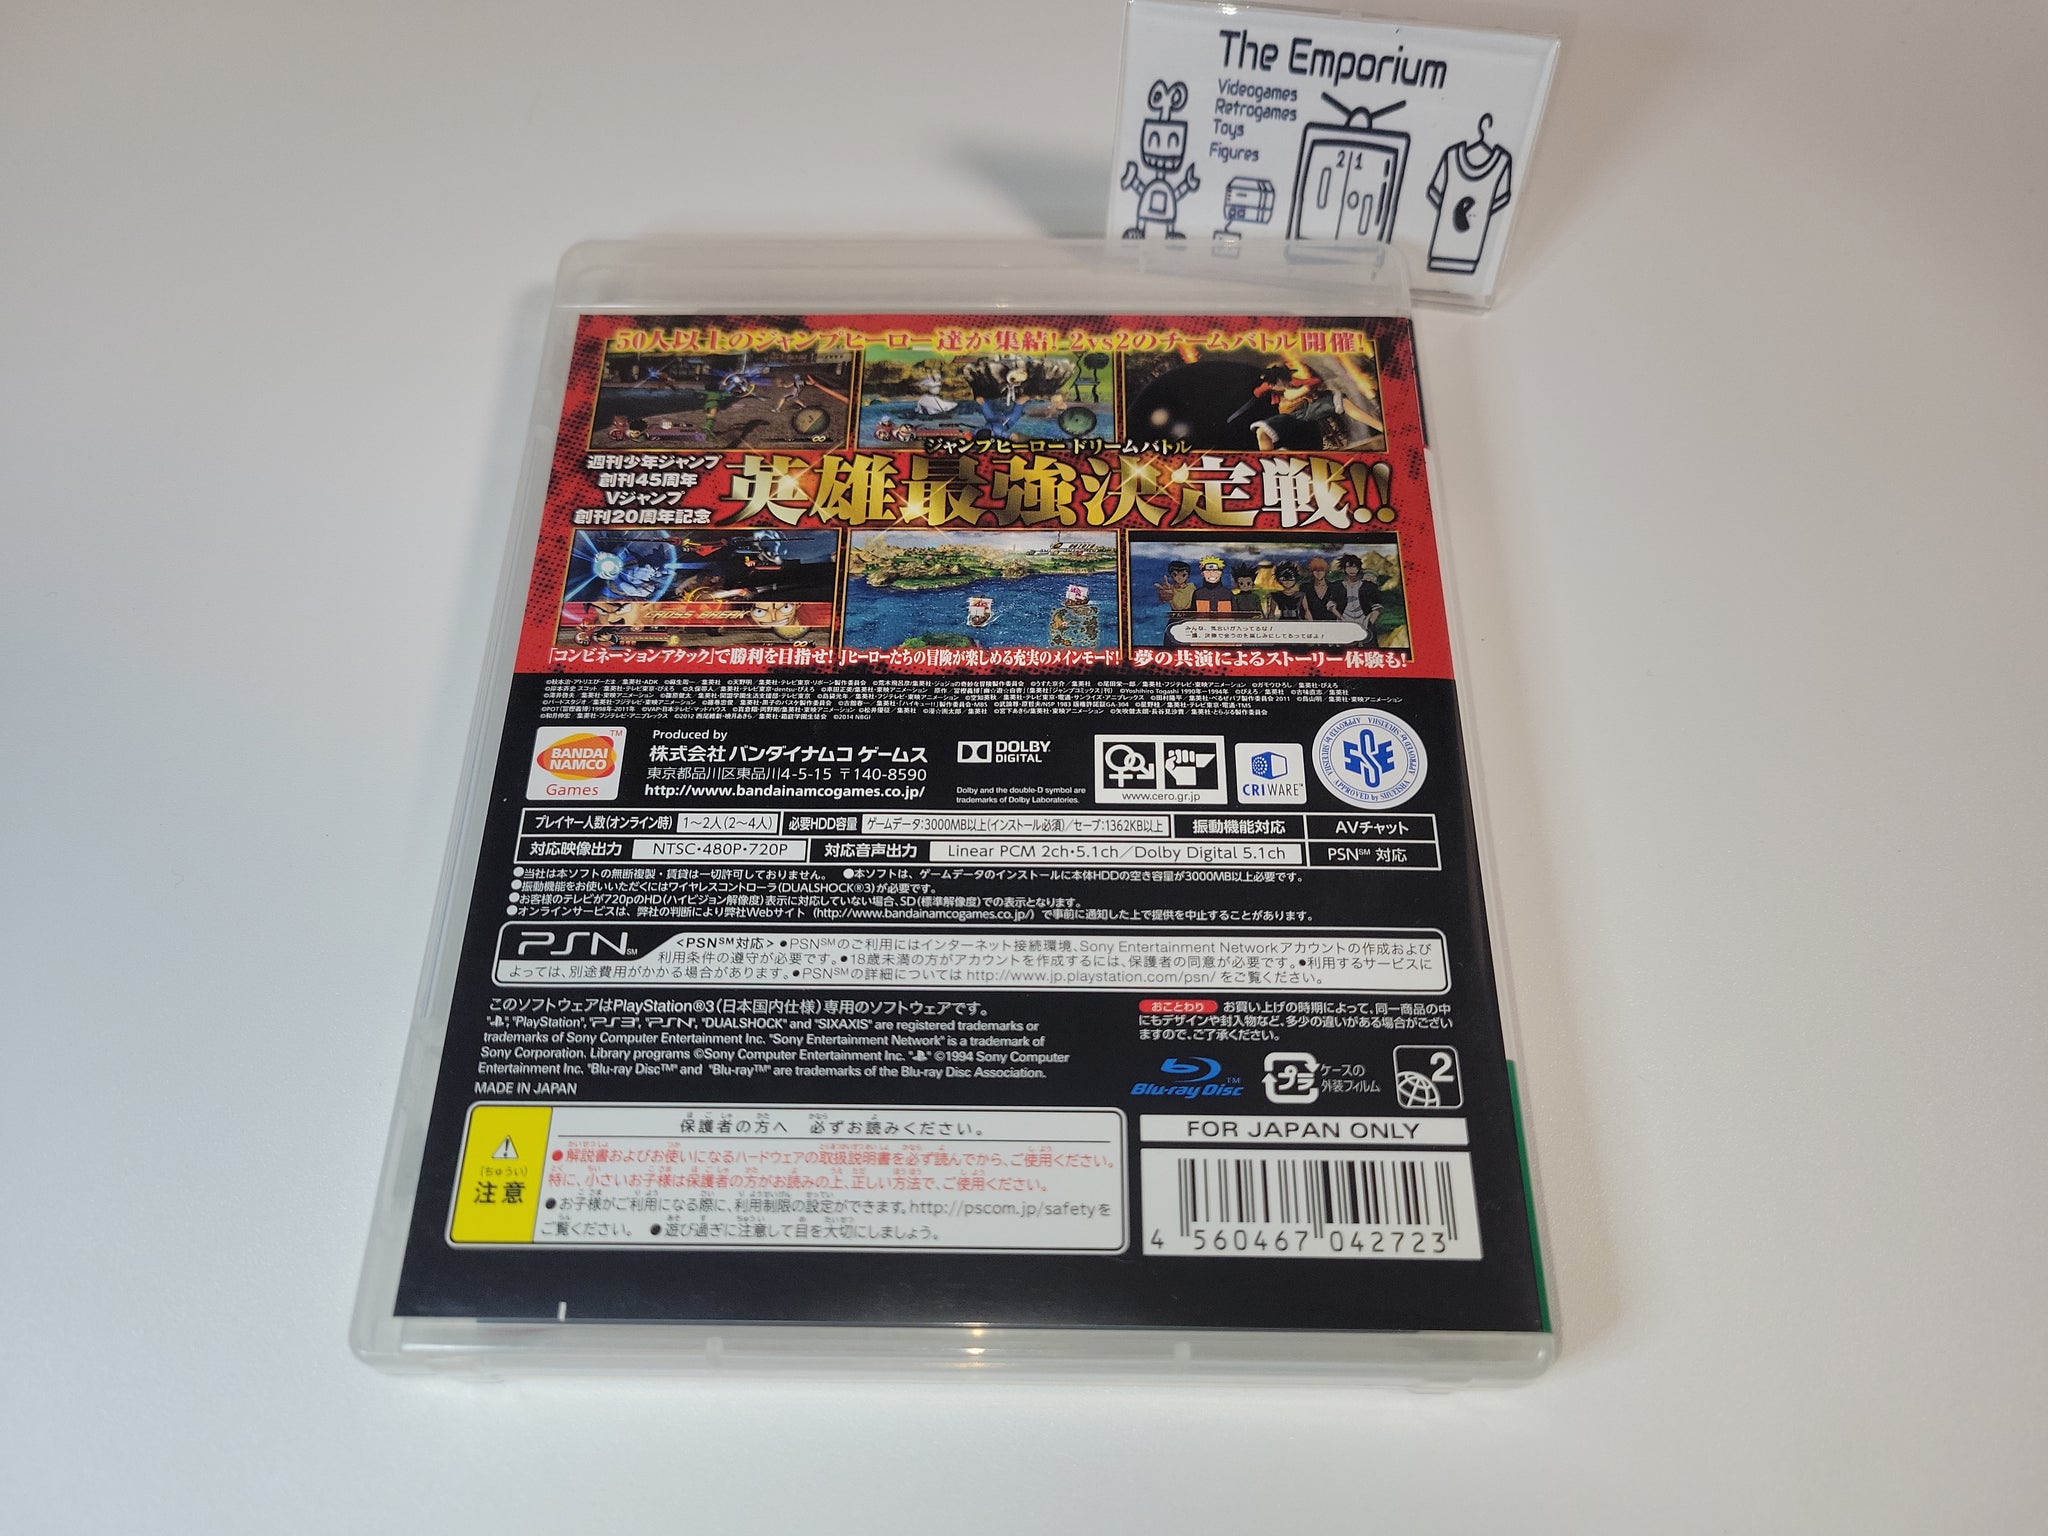 The Emporium
Videogames
Retrogames
Toys
Figures
2 1
50人以上のジャンプヒーロー達が集結! 2vs2のチームバトル開催!
ジャンプヒーロードリームバトル
週刊少年ジャンプ
創刊45周年
Vジャンプ
創刊20周年記念
英雄最強決定戦!!
CROSS BREAK
みんな、気合いが入ってるな!
「コンビネーションアタック」で勝利を目指せ!
Jヒーローたちの冒険が楽しめる充実のメインモード!
夢の共演によるストーリー体験も!
BANDAI
NAMCO
Games
TM
Produced by
株式会社 バンダイナムコ ゲームス
東京都品川区東品川4-5-15 〒140-8590
http://www.bandainamcogames.co.jp/
DOLBY
DIGITAL
Dolby and the double-D symbol are
trademarks of Dolby Laboratories.
www.cero.gr.jp
CRIWARE™
SSE
APPROVED by SHUEISHA
プレイヤー人数(オンライン時) 1〜2人(2〜4人) 必要HDD容量 ゲームデータ:3000MB以上(インストール必須)/セーブ:1362KB以上 振動機能対応 AVチャット
対応映像出力 NTSC・480P・720P 対応音声出力 Linear PCM 2ch・5.1ch/Dolby Digital 5.1ch PSN℠ 対応
●当社は本ソフトの無断複製・賃貸は一切許可しておりません。 ●本ソフトは、ゲームデータのインストールに本体HDDの空き容量が3000MB以上必要です。
●振動機能をお使いいただくにはワイヤレスコントローラ(DUALSHOCK®3)が必要です。
●お客様のテレビが720pのHD(ハイビジョン解像度)表示に対応していない場合、SD(標準解像度)での表示となります。
●オンラインサービスは、弊社の判断により弊社Webサイト(http://www.bandainamcogames.co.jp/)で事前に通知した上で提供を中止することがあります。
PSN℠ <PSN℠対応> ●PSN℠のご利用にはインターネット接続環境、Sony Entertainment Networkアカウントの作成および
利用条件の遵守が必要です。●18歳未満の方がアカウントを作成するには、保護者の同意が必要です。●利用するサービスに
よっては、別途費用がかかる場合があります。●PSN℠の詳細については http://www.jp.playstation.com/psn/ をご覧ください。
このソフトウェアはPlayStation®3(日本国内仕様)専用のソフトウェアです。
"PlayStation", "PS3", "PSN", "DUALSHOCK" and "SIXAXIS" are registered trademarks or
trademarks of Sony Computer Entertainment Inc. "Sony Entertainment Network" is a trademark of
Sony Corporation. Library programs ©Sony Computer Entertainment Inc. ©1994 Sony Computer
Entertainment Inc. "Blu-ray Disc™" and "Blu-ray™" are trademarks of the Blu-ray Disc Association.
MADE IN JAPAN
おことわり お買い上げの時期によって、同一商品の中
にもデザインや封入物など、多少の違いがある場合がござい
ますので、ご了承ください。
Blu-ray Disc™
プラ
ケースの
外装フィルム
2
(ちゅうい)
注意
保護者の方へ 必ずお読みください。
●解説書およびお使いになるハードウェアの取扱説明書を必ず読んでから、ご使用ください。
特に、小さいお子様は保護者の方がお読みの上、正しい方法で、ご使用ください。
●お子様がご利用になる際に、利用制限の設定ができます。http://pscom.jp/safetyを
ご覧ください。 ●遊び過ぎに注意して目を大切にしましょう。
FOR JAPAN ONLY
4 560467 042723